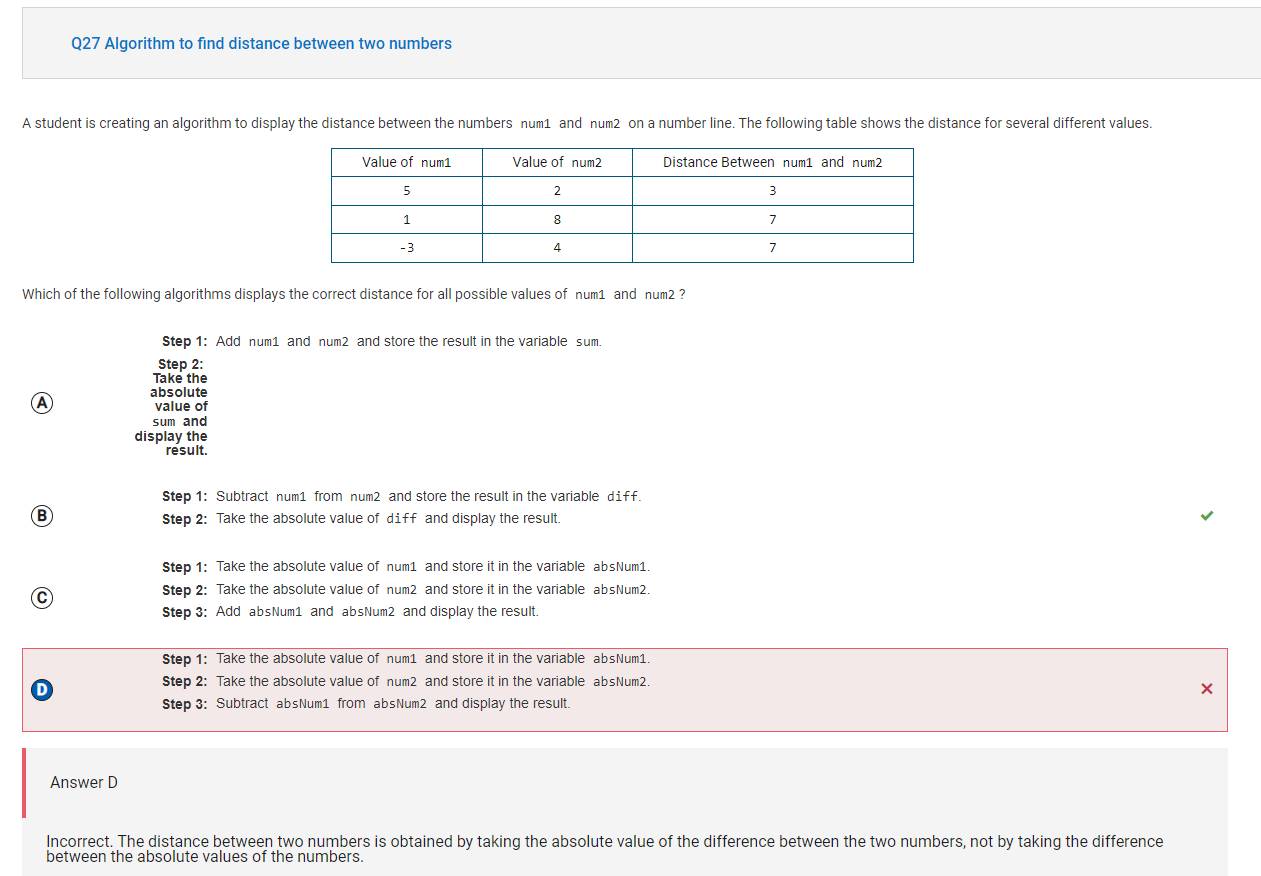 Q27 Algorithm to find distance between two numbers
A student is creating an algorithm to display the distance between the numbers num1 and num2 on a number line. The following table shows the distance for several different values.
Value of num1 Value of num2 Distance Between num1 and num2
5 2 3
1 8 7
-3 4 7
Which of the following algorithms displays the correct distance for all possible values of num1 and num2 ?
A
Step 1: Add num1 and num2 and store the result in the variable sum.
Step 2:
Take the
absolute
value of
sum and
display the
result.
B
Step 1: Subtract num1 from num2 and store the result in the variable diff.
Step 2: Take the absolute value of diff and display the result.
C
Step 1: Take the absolute value of num1 and store it in the variable absNum1.
Step 2: Take the absolute value of num2 and store it in the variable absNum2.
Step 3: Add absNum1 and absNum2 and display the result.
D
Step 1: Take the absolute value of num1 and store it in the variable absNum1.
Step 2: Take the absolute value of num2 and store it in the variable absNum2.
Step 3: Subtract absNum1 from absNum2 and display the result.
Answer D
Incorrect. The distance between two numbers is obtained by taking the absolute value of the difference between the two numbers, not by taking the difference
between the absolute values of the numbers.